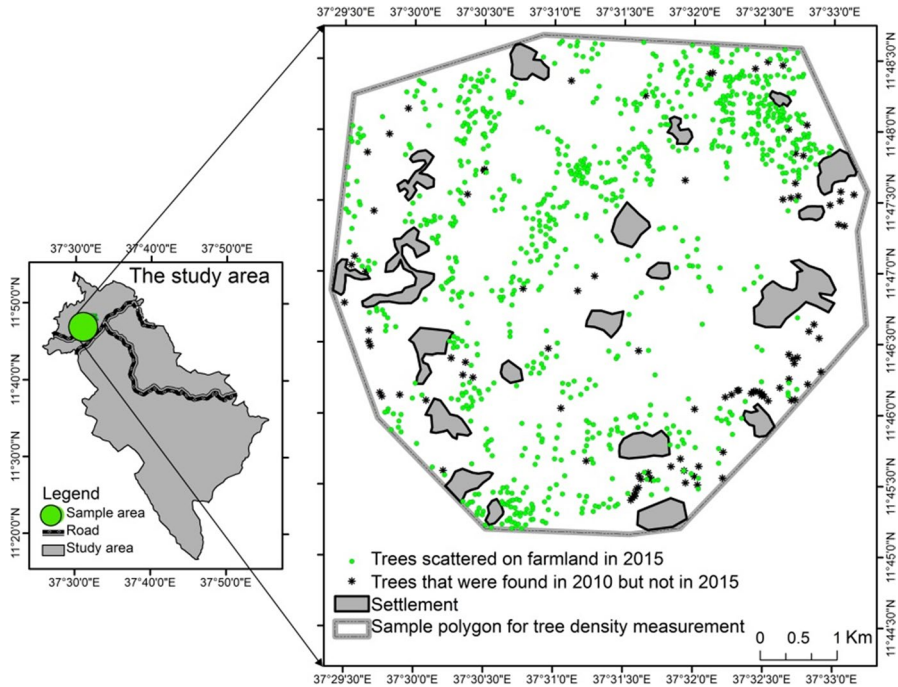 37°29'30"E 37°30'0"E 37°30'30"E 37°31'0"E 37°31'30"E 37°32'0"E 37°32'30"E 37°33'0"E
11°48'30"N
11°48'0"N
11°47'30"N
11°47'0"N
11°46'30"N
11°46'0"N
11°45'30"N
11°45'0"N
11°44'30"N
37°30'0"E 37°40'0"E 37°50'0"E
The study area
11°50'0"N
11°40'0"N
11°30'0"N
11°20'0"N
Legend
Sample area
Road
Study area
37°30'0"E 37°40'0"E 37°50'0"E
Trees scattered on farmland in 2015
Trees that were found in 2010 but not in 2015
Settlement
Sample polygon for tree density measurement
0 0.5 1 Km
37°29'30"E 37°30'0"E 37°30'30"E 37°31'0"E 37°31'30"E 37°32'0"E 37°32'30"E 37°33'0"E